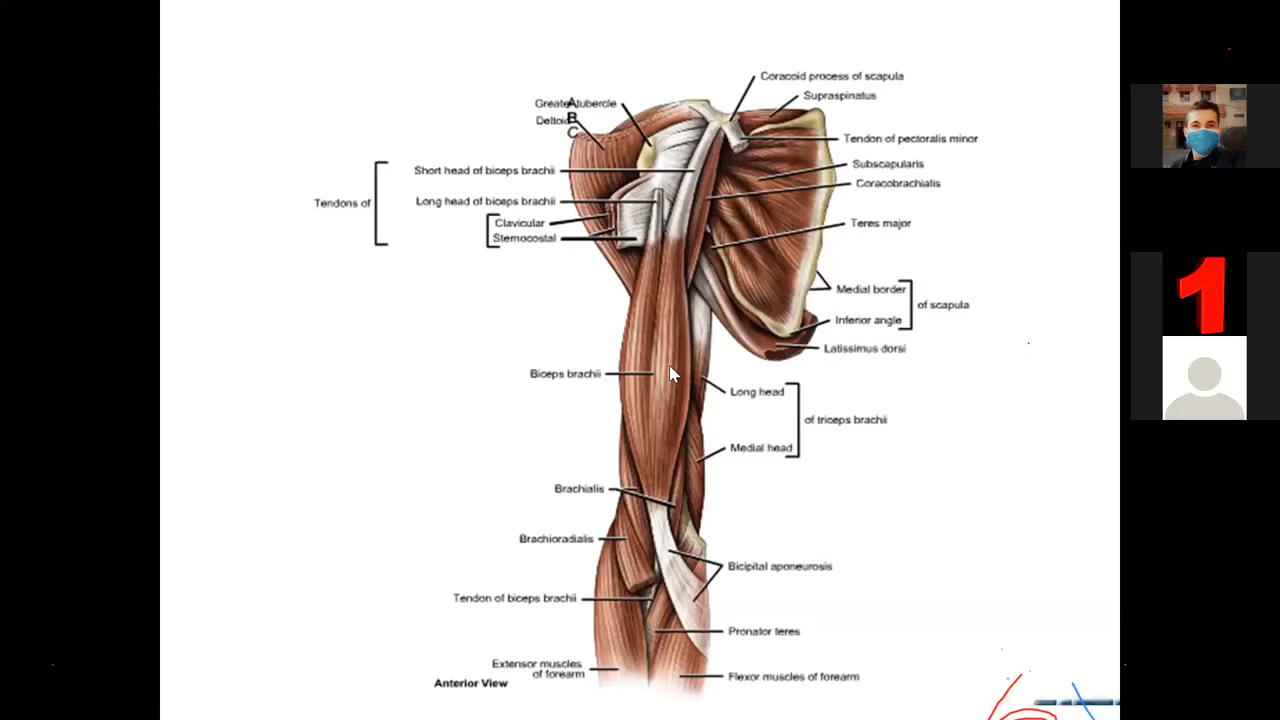 Coracoid process of scapula
Supraspinatus
Greater tubercle
A
Deltoid
B
C
Tendon of pectoralis minor
Subscapularis
Short head of biceps brachii
Coracobrachialis
Tendons of
Long head of biceps brachii
Clavicular
Teres major
Sternocostal
Medial border
of scapula
Inferior angle
Latissimus dorsi
Biceps brachii
Long head
of triceps brachii
Medial head
Brachialis
Brachioradialis
Bicipital aponeurosis
Tendon of biceps brachii
Pronator teres
Extensor muscles
of forearm
Flexor muscles of forearm
Anterior View
1